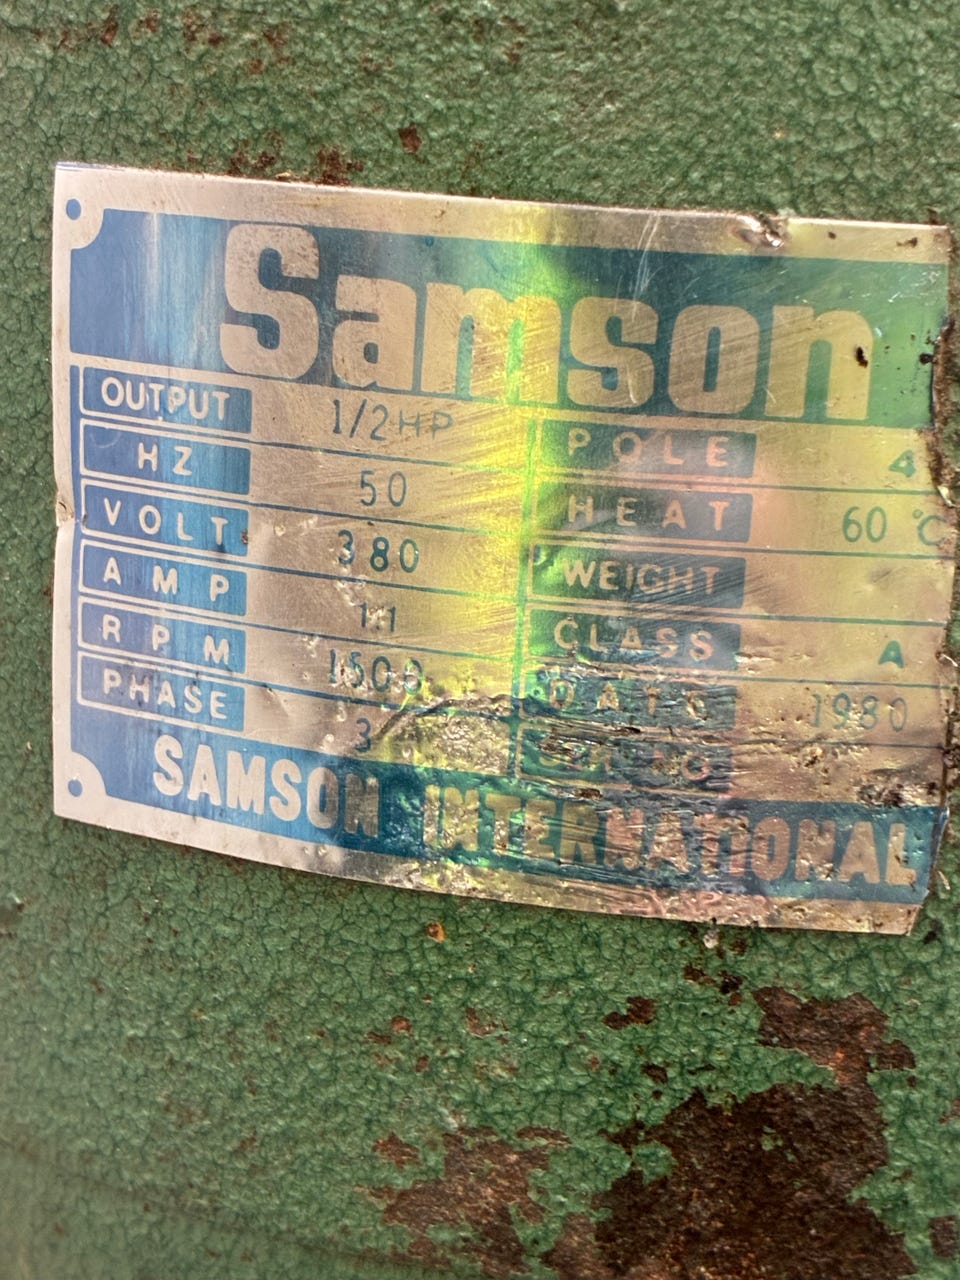 Samson
OUTPUT 1/2HP
HZ 50
VOLT 380
AMP 1.1
RPM 1500
PHASE 3
POLE 4
HEAT 60 °C
WEIGHT
CLASS A
DATE 1980
SAMSON INTERNATIONAL